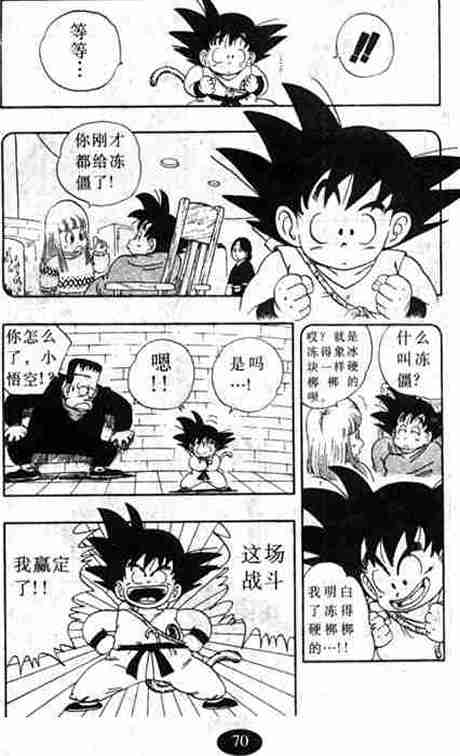 !!
等
等
…
你刚才
都给冻
僵了!
什么
叫冻
僵?
哎?就是
冻得象冰
块一样硬
梆梆的
呗。
我明白
了冻得
硬梆梆
的…!!
是吗
…!
嗯
!!
你怎么
了,小
悟空!?
这场
战斗
我赢定
了!!
70